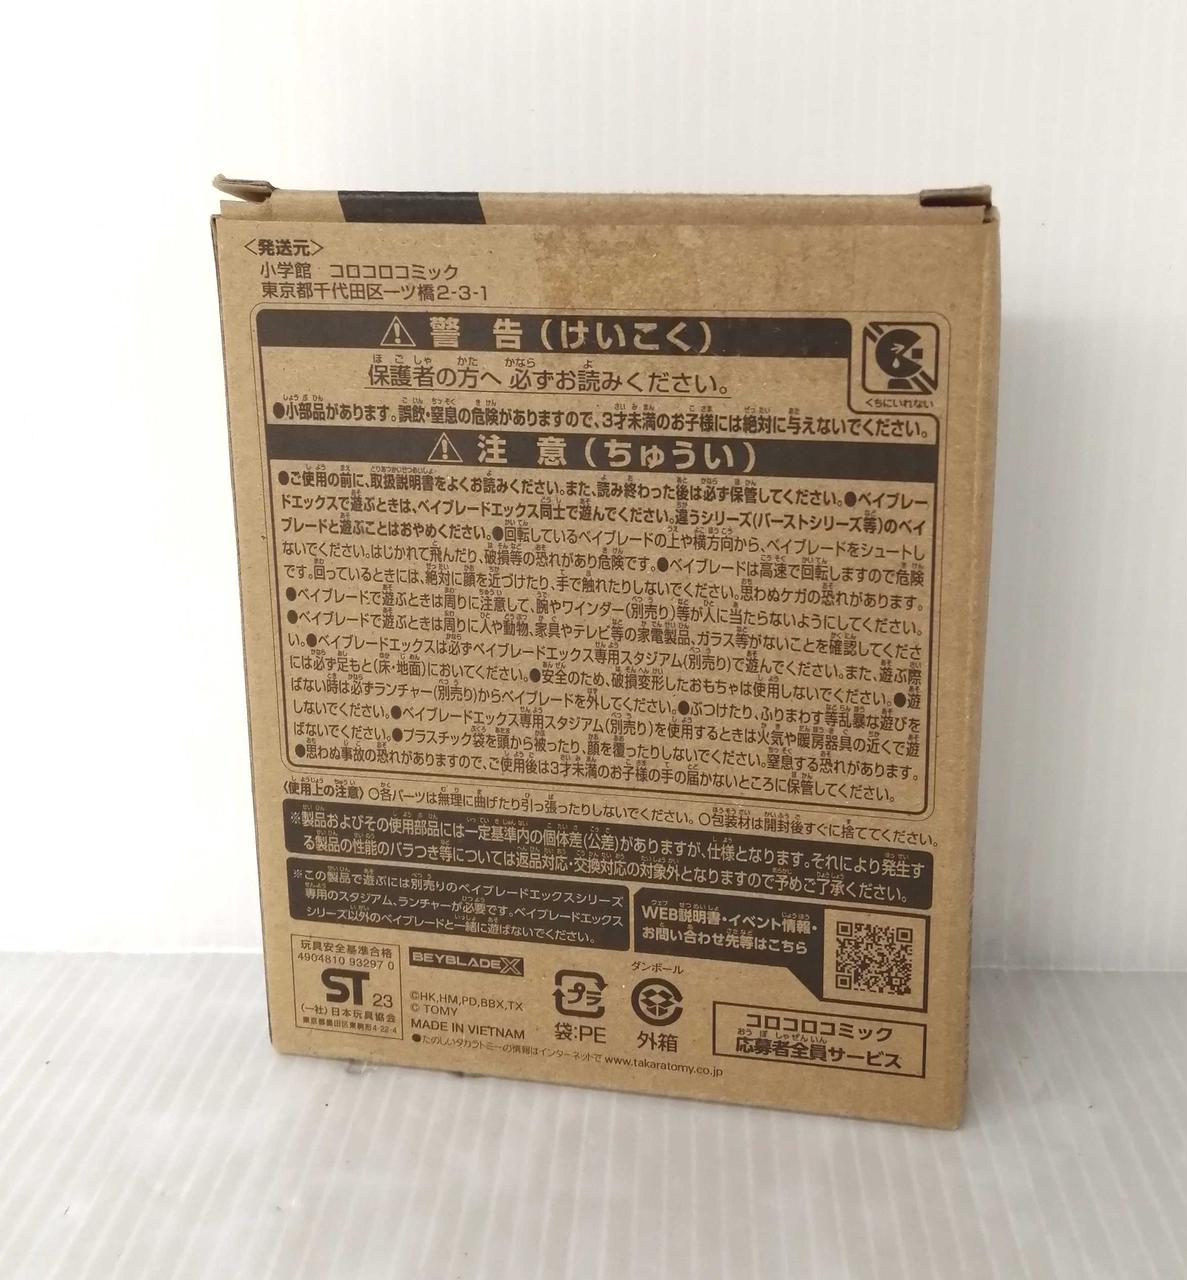 <発送元>
小学館 コロコロコミック
東京都千代田区一ツ橋2-3-1
警告(けいこく)
保護者の方へ 必ずお読みください。
くちにいれない
●小部品があります。誤飲・窒息の危険がありますので、3才未満のお子様には絶対に与えないでください。
注意(ちゅうい)
●ご使用の前に、取扱説明書をよくお読みください。また、読み終わった後は必ず保管してください。●ベイブレー
ドエックスで遊ぶときは、ベイブレードエックス同士で遊んでください。違うシリーズ(バーストシリーズ等)のベイ
ブレードと遊ぶことはおやめください。●回転しているベイブレードの上や横方向から、ベイブレードをシュートし
ないでください。はじかれて飛んだり、破損等の恐れがあり危険です。●ベイブレードは高速で回転しますので危険
です。回っているときには、絶対に顔を近づけたり、手で触れたりしないでください。思わぬケガの恐れがあります。
●ベイブレードで遊ぶときは周りに注意して、腕やワインダー(別売り)等が人に当たらないようにしてください。
●ベイブレードで遊ぶときは周りに人や動物、家具やテレビ等の家電製品、ガラス等がないことを確認してくださ
い。●ベイブレードエックスは必ずベイブレードエックス専用スタジアム(別売り)で遊んでください。また、遊ぶ際
には必ず足もと(床・地面)においてください。●安全のため、破損変形したおもちゃは使用しないでください。●遊
ばない時は必ずランチャー(別売り)からベイブレードを外してください。●ぶつけたり、ふりまわす等乱暴な遊びを
しないでください。●ベイブレードエックス専用スタジアム(別売り)を使用するときは火気や暖房器具の近くで遊
ばないでください。●プラスチック袋を頭から被ったり、顔を覆ったりしないでください。窒息する恐れがあります。
●思わぬ事故の恐れがありますので、ご使用後は3才未満のお子様の手の届かないところに保管してください。
〈使用上の注意〉○各パーツは無理に曲げたり引っ張ったりしないでください。○包装材は開封後すぐに捨ててください。
※製品およびその使用部品には一定基準内の個体差(公差)がありますが、仕様となります。それにより発生す
る製品の性能のバラつき等については返品対応・交換対応の対象外となりますので予めご了承ください。
※この製品で遊ぶには別売りのベイブレードエックスシリーズ
専用のスタジアム、ランチャーが必要です。ベイブレードエックス
シリーズ以外のベイブレードと一緒に遊ばないでください。
WEB説明書・イベント情報・
お問い合わせ先等はこちら
玩具安全基準合格
4904810 93297 0
ST 23
(一社)日本玩具協会
東京都墨田区東駒形4-22-4
BEYBLADE X
©HK,HM,PD,BBX,TX
© TOMY
MADE IN VIETNAM
●たのしいタカラトミーの情報はインターネットで www.takaratomy.co.jp
プラ
袋:PE
ダンボール
外箱
コロコロコミック
応募者全員サービス